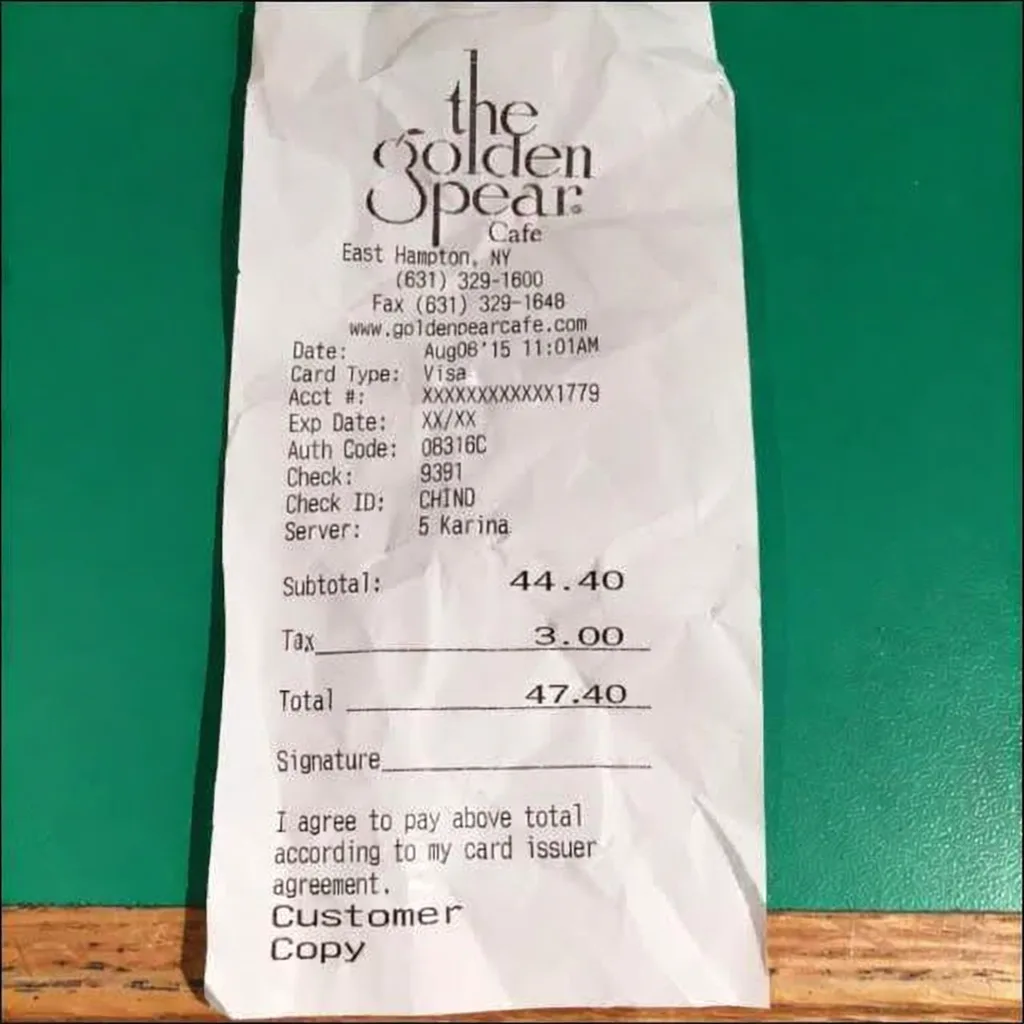 the
golden
pear®
Cafe
East Hampton, NY
(631) 329-1600
Fax (631) 329-1648
www.goldenpearcafe.com
Date: Aug06'15 11:01AM
Card Type: Visa
Acct #: XXXXXXXXXXXX1779
Exp Date: XX/XX
Auth Code: 08316C
Check: 9391
Check ID: CHINO
Server: 5 Karina
Subtotal: 44.40
Tax 3.00
Total 47.40
Signature
I agree to pay above total
according to my card issuer
agreement.
Customer
Copy